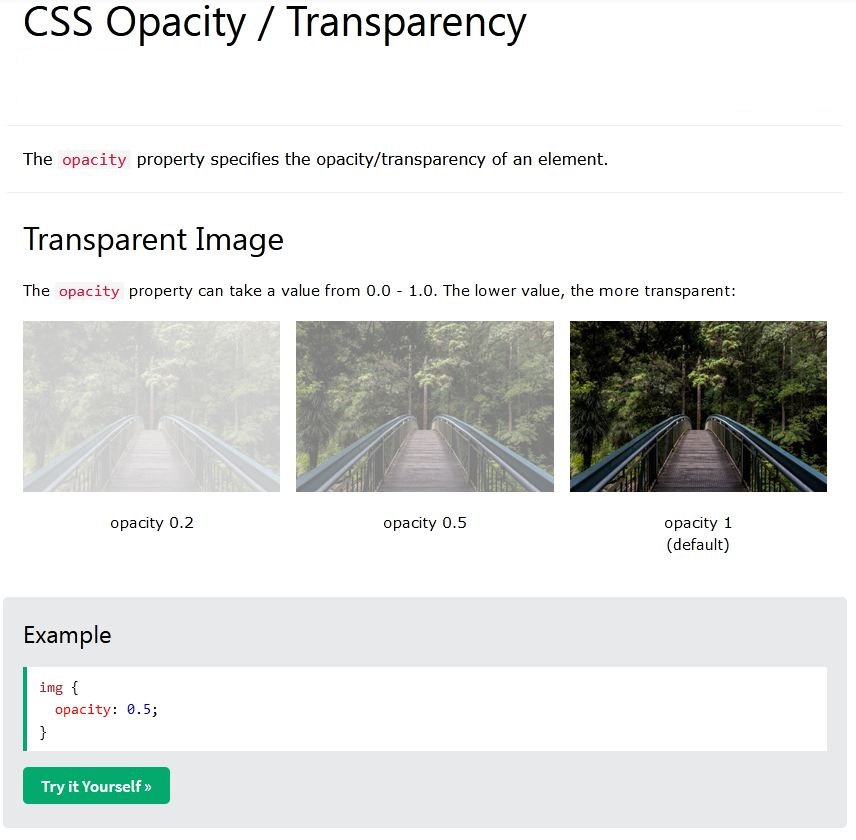 CSS Opacity / Transparency
The opacity property specifies the opacity/transparency of an element.
Transparent Image
The opacity property can take a value from 0.0 - 1.0. The lower value, the more transparent:
opacity 0.2
opacity 0.5
opacity 1
(default)
Example
img {
  opacity: 0.5;
}
Try it Yourself »